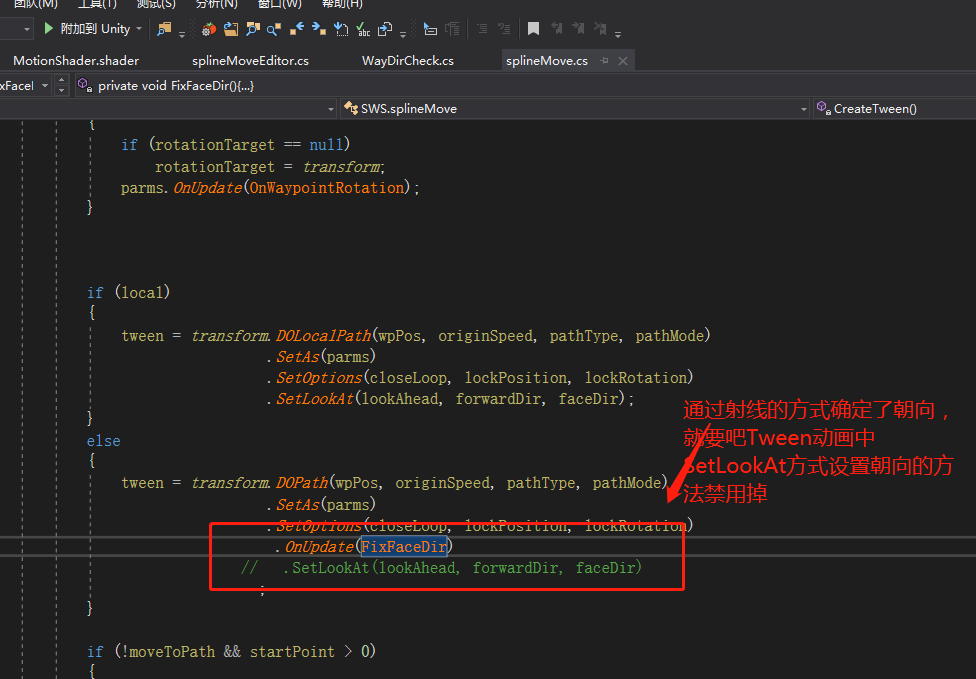 团队(M) 工具(T) 测试(S) 分析(N) 窗口(W) 帮助(H)
附加到 Unity
MotionShader.shader splineMoveEditor.cs WayDirCheck.cs splineMove.cs
private void FixFaceDir(){...}
SWS.splineMove CreateTween()
{
if (rotationTarget == null)
rotationTarget = transform;
parms.OnUpdate(OnWaypointRotation);
}
if (local)
{
tween = transform.DOLocalPath(wpPos, originSpeed, pathType, pathMode)
.SetAs(parms)
.SetOptions(closeLoop, lockPosition, lockRotation)
.SetLookAt(lookAhead, forwardDir, faceDir);
}
else
{
tween = transform.DOPath(wpPos, originSpeed, pathType, pathMode)
.SetAs(parms)
.SetOptions(closeLoop, lockPosition, lockRotation)
.OnUpdate(FixFaceDir)
// .SetLookAt(lookAhead, forwardDir, faceDir)
;
}
if (!moveToPath && startPoint > 0)
{
通过射线的方式确定了朝向，
就要吧Tween动画中
SetLookAt方式设置朝向的方
法禁用掉